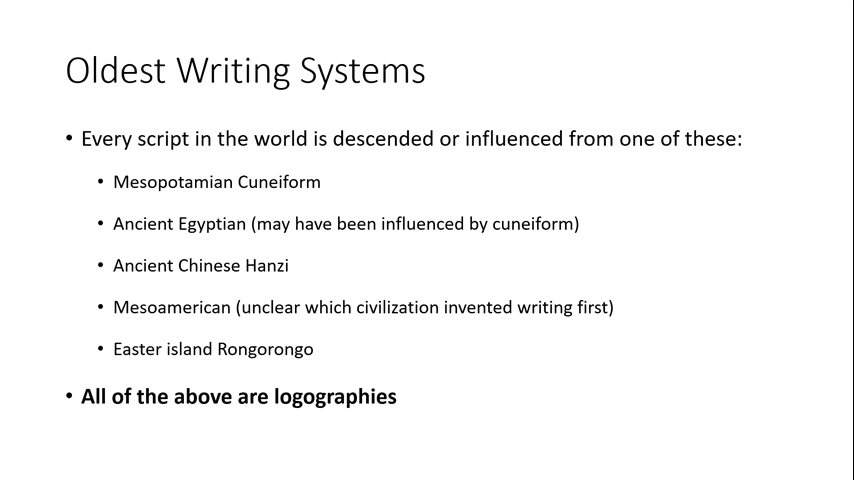 Oldest Writing Systems
• Every script in the world is descended or influenced from one of these:
• Mesopotamian Cuneiform
• Ancient Egyptian (may have been influenced by cuneiform)
• Ancient Chinese Hanzi
• Mesoamerican (unclear which civilization invented writing first)
• Easter island Rongorongo
• All of the above are logographies